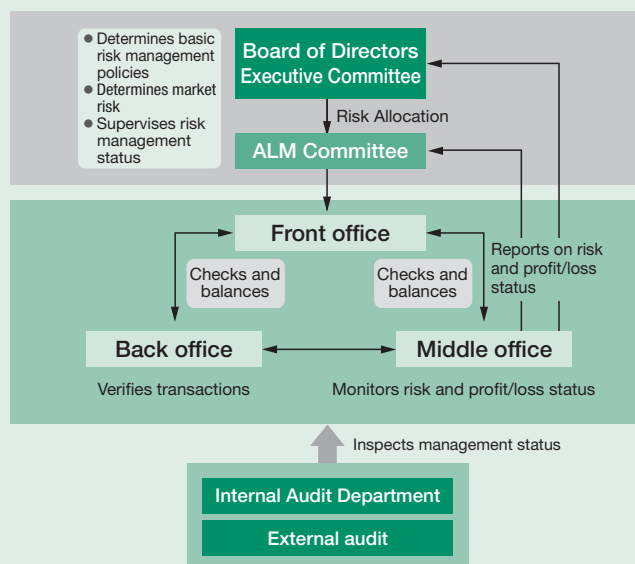 ● Determines basic
risk management
policies
● Determines market
risk
● Supervises risk
management
status
Board of Directors
Executive Committee
Risk Allocation
ALM Committee
Front office
Checks and
balances
Checks and
balances
Reports on risk
and profit/loss
status
Back office
Middle office
Verifies transactions
Monitors risk and profit/loss status
Inspects management status
Internal Audit Department
External audit